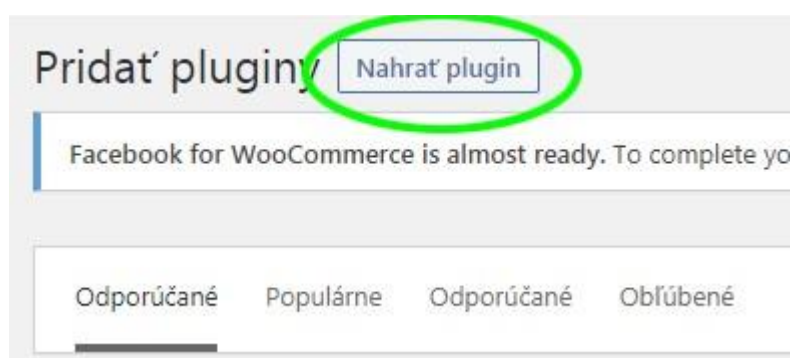 Pridať pluginy Nahrať plugin
Facebook for WooCommerce is almost ready. To complete yo
Odporúčané Populárne Odporúčané Obľúbené